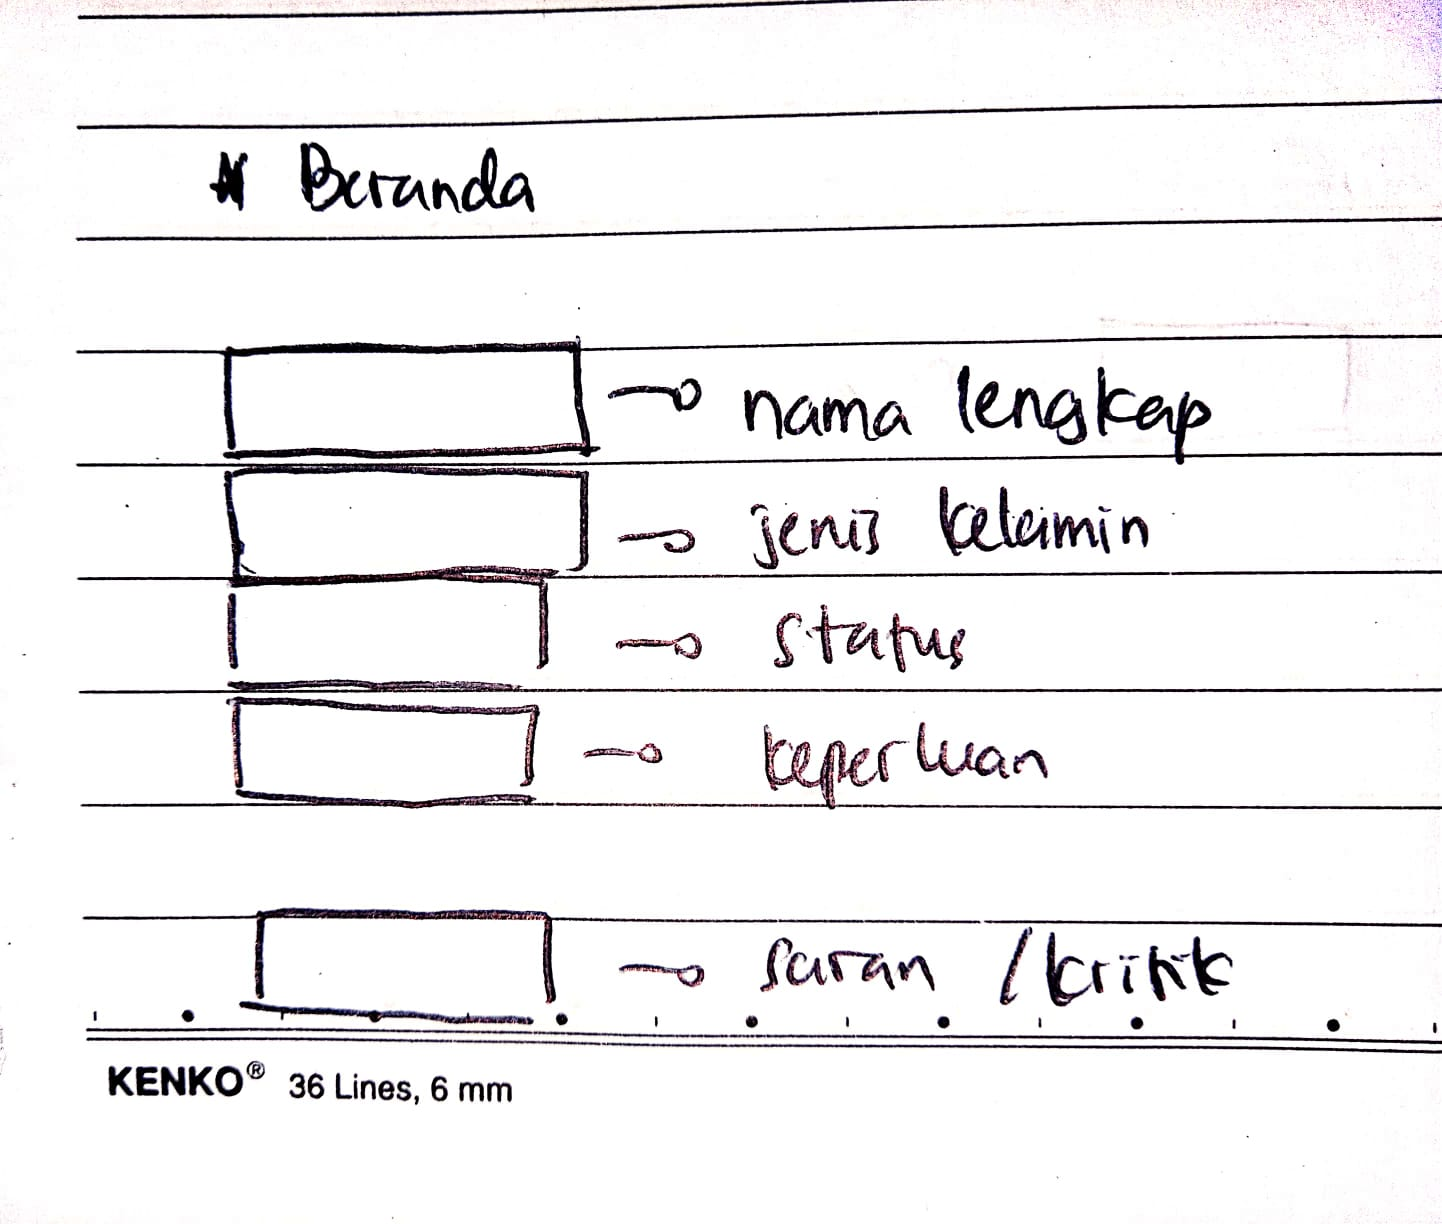 * Beranda
nama lengkap
jenis kelamin
status
keperluan
saran / kritik
KENKO® 36 Lines, 6 mm